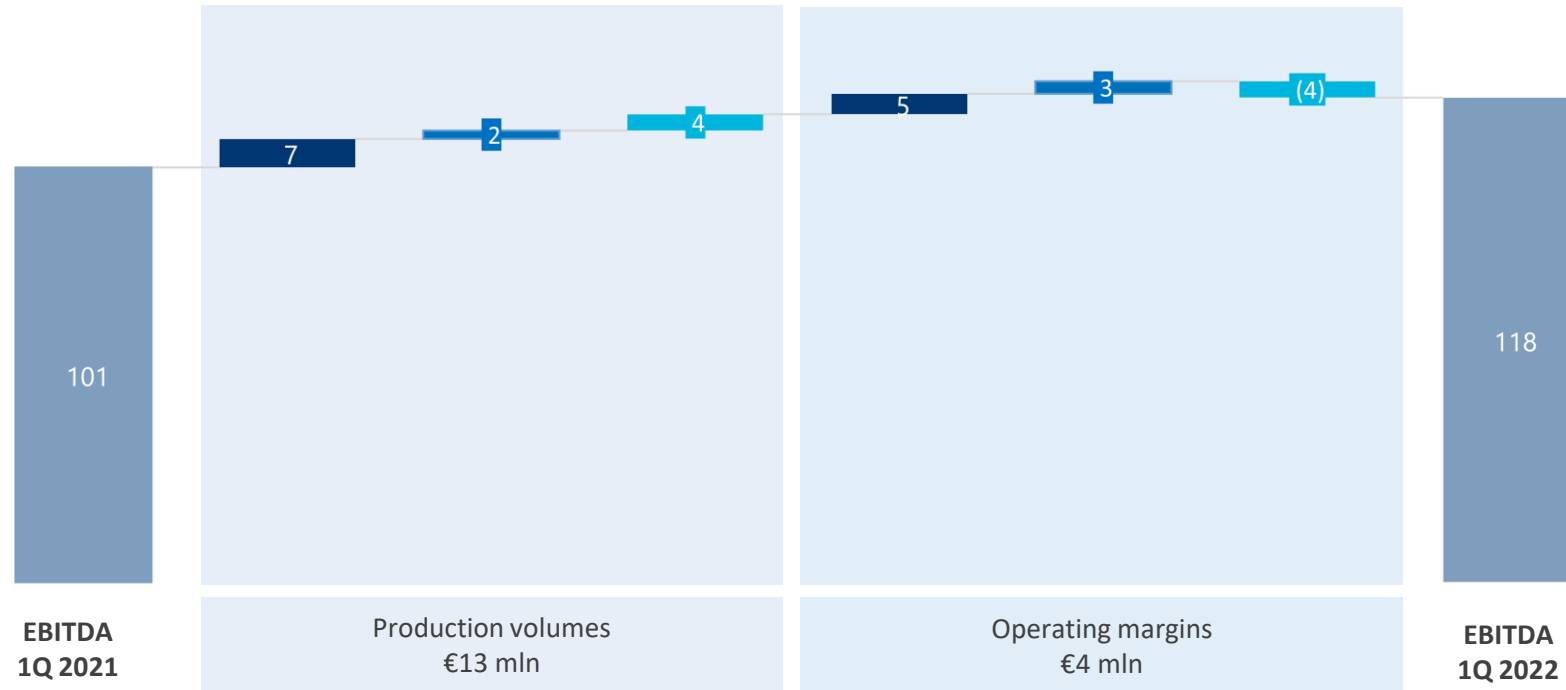 101
7
2
4
5
3
(4)
118
EBITDA
1Q 2021
Production volumes
€13 mln
Operating margins
€4 mln
EBITDA
1Q 2022